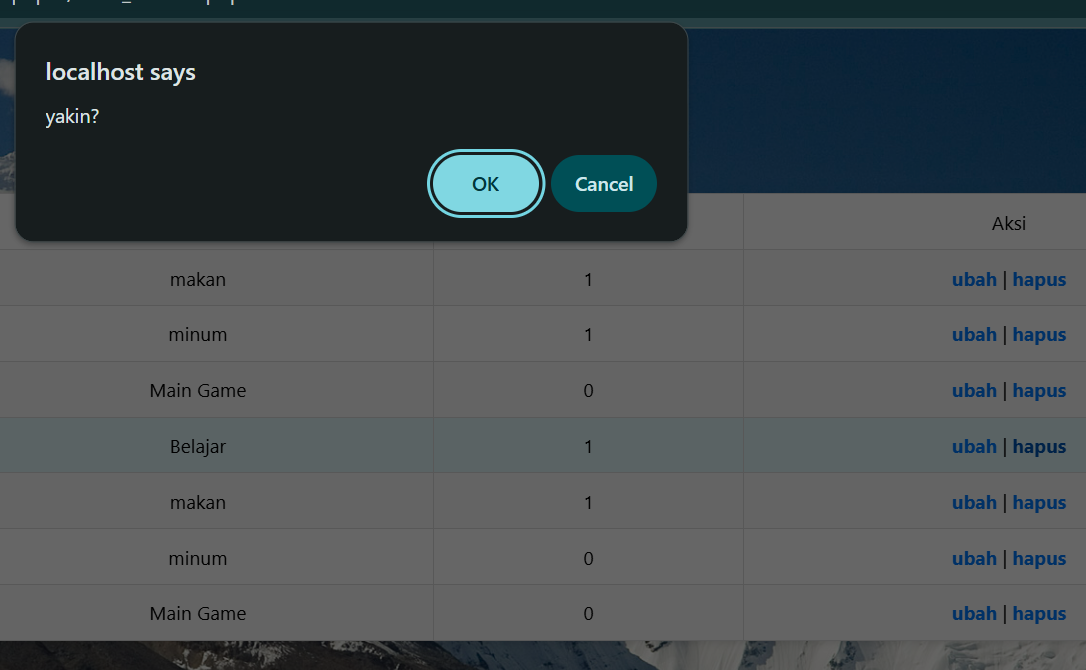 localhost says
yakin?
OK Cancel
Aksi
makan 1 ubah | hapus
minum 1 ubah | hapus
Main Game 0 ubah | hapus
Belajar 1 ubah | hapus
makan 1 ubah | hapus
minum 0 ubah | hapus
Main Game 0 ubah | hapus